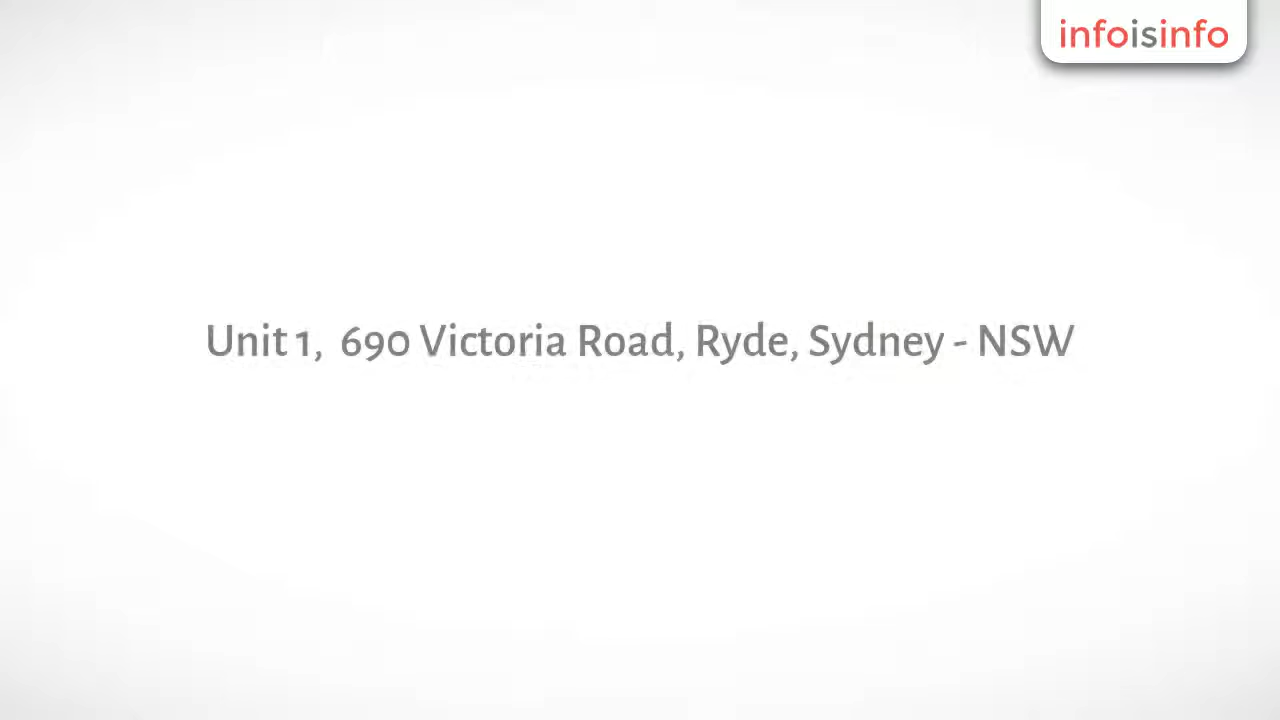 infoisinfo
Unit 1,  690 Victoria Road, Ryde, Sydney - NSW